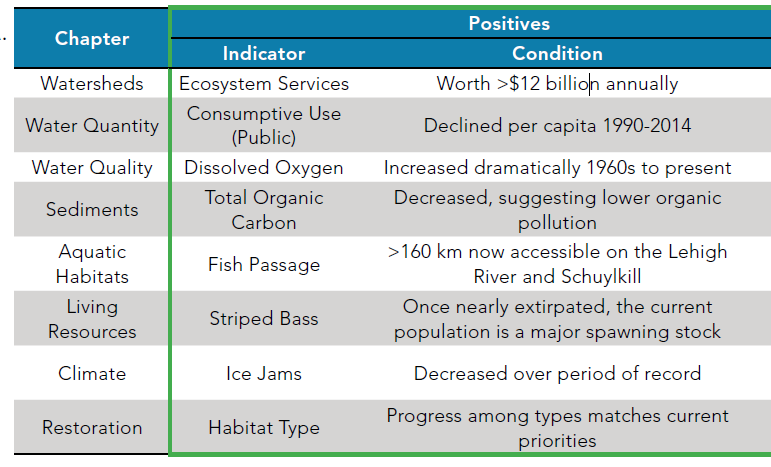 Positives
Chapter
Indicator Condition
Watersheds Ecosystem Services Worth >$12 billion annually
Water Quantity Consumptive Use (Public) Declined per capita 1990-2014
Water Quality Dissolved Oxygen Increased dramatically 1960s to present
Sediments Total Organic Carbon Decreased, suggesting lower organic pollution
Aquatic Habitats Fish Passage >160 km now accessible on the Lehigh River and Schuylkill
Living Resources Striped Bass Once nearly extirpated, the current population is a major spawning stock
Climate Ice Jams Decreased over period of record
Restoration Habitat Type Progress among types matches current priorities